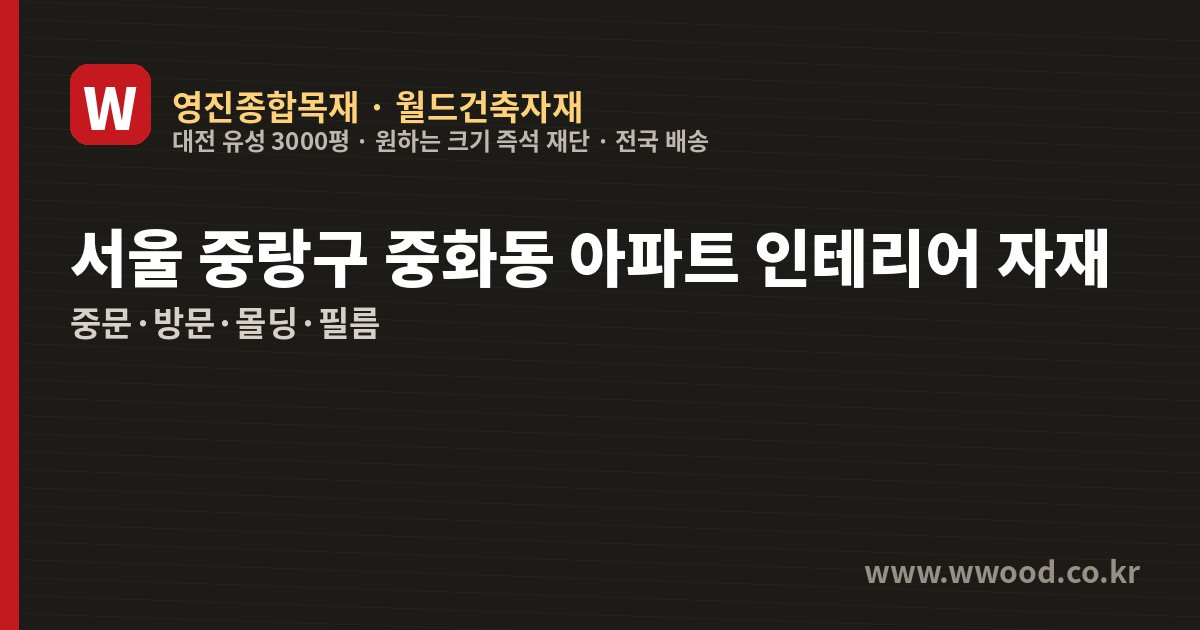 W
영진종합목재 · 월드건축자재
대전 유성 3000평 · 원하는 크기 즉석 재단 · 전국 배송
서울 중랑구 중화동 아파트 인테리어 자재
중문·방문·몰딩·필름
www.wwood.co.kr